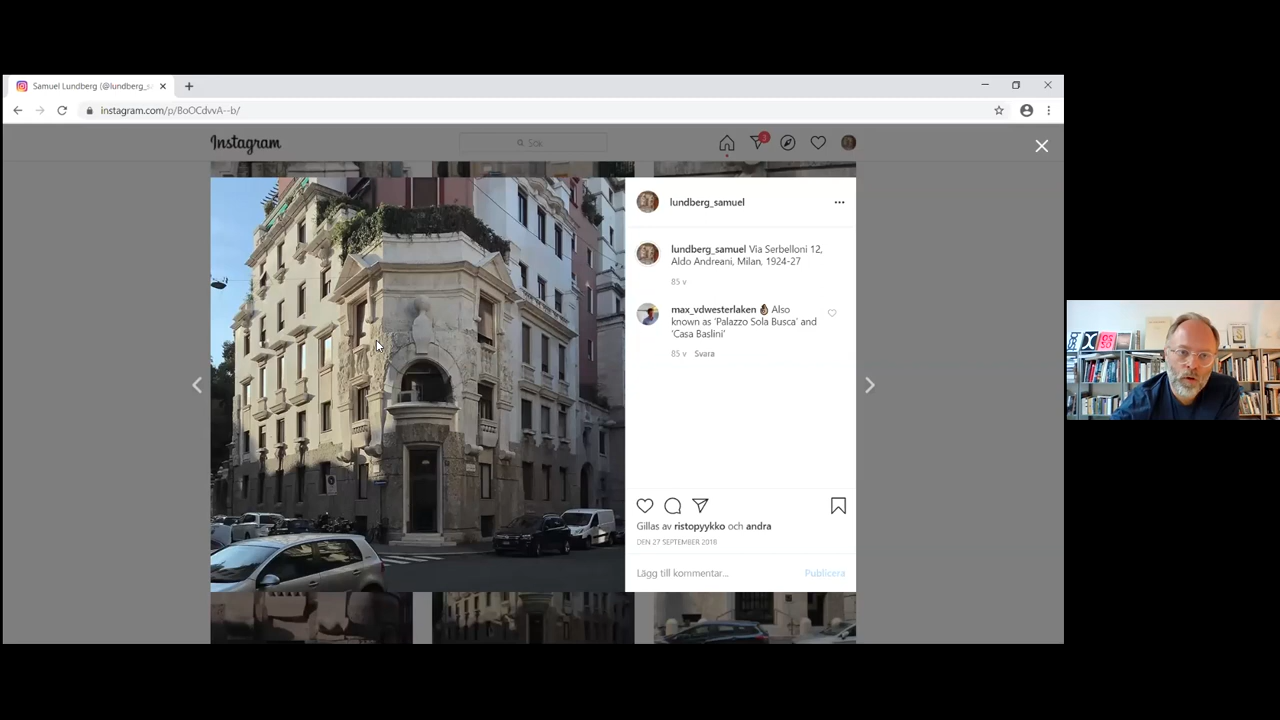 Samuel Lundberg (@lundberg_s
instagram.com/p/BoOCdvvA--b/
Instagram
Sök
3
lundberg_samuel
lundberg_samuel Via Serbelloni 12,
Aldo Andreani, Milan, 1924-27
85 v
max_vdwesterlaken 👌🏾 Also
known as 'Palazzo Sola Busca' and
'Casa Baslini'
85 v Svara
Gillas av ristopyykko och andra
DEN 27 SEPTEMBER 2018
Lägg till kommentar...
Publicera